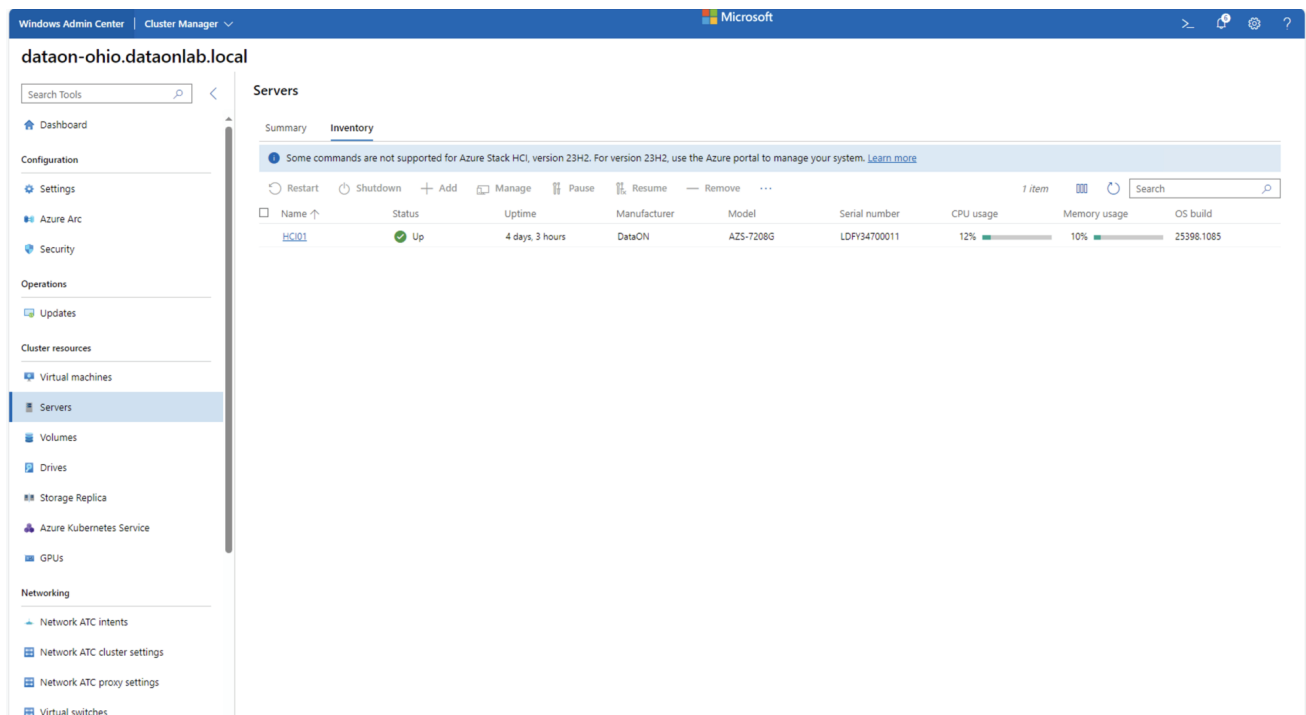 Windows Admin Center | Cluster Manager
Microsoft
6
dataon-ohio.dataonlab.local
Search Tools
Dashboard
Configuration
Settings
Azure Arc
Security
Operations
Updates
Cluster resources
Virtual machines
Servers
Volumes
Drives
Storage Replica
Azure Kubernetes Service
GPUs
Networking
Network ATC intents
Network ATC cluster settings
Network ATC proxy settings
Virtual switches
Servers
Summary Inventory
Some commands are not supported for Azure Stack HCI, version 23H2. For version 23H2, use the Azure portal to manage your system. Learn more
Restart Shutdown Add Manage Pause Resume Remove ... 1 item Search
Name Status Uptime Manufacturer Model Serial number CPU usage Memory usage OS build
HCI01 Up 4 days, 3 hours DataON AZS-7208G LDFY34700011 12% 10% 25398.1085